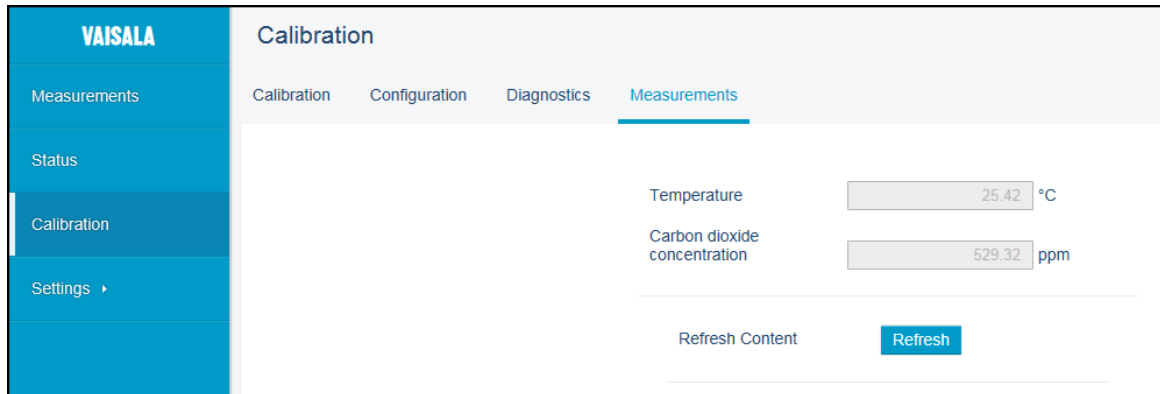 VAISALA
Measurements
Status
Calibration
Settings
Calibration
Calibration Configuration Diagnostics Measurements
Temperature 25.42 °C
Carbon dioxide
concentration 529.32 ppm
Refresh Content Refresh